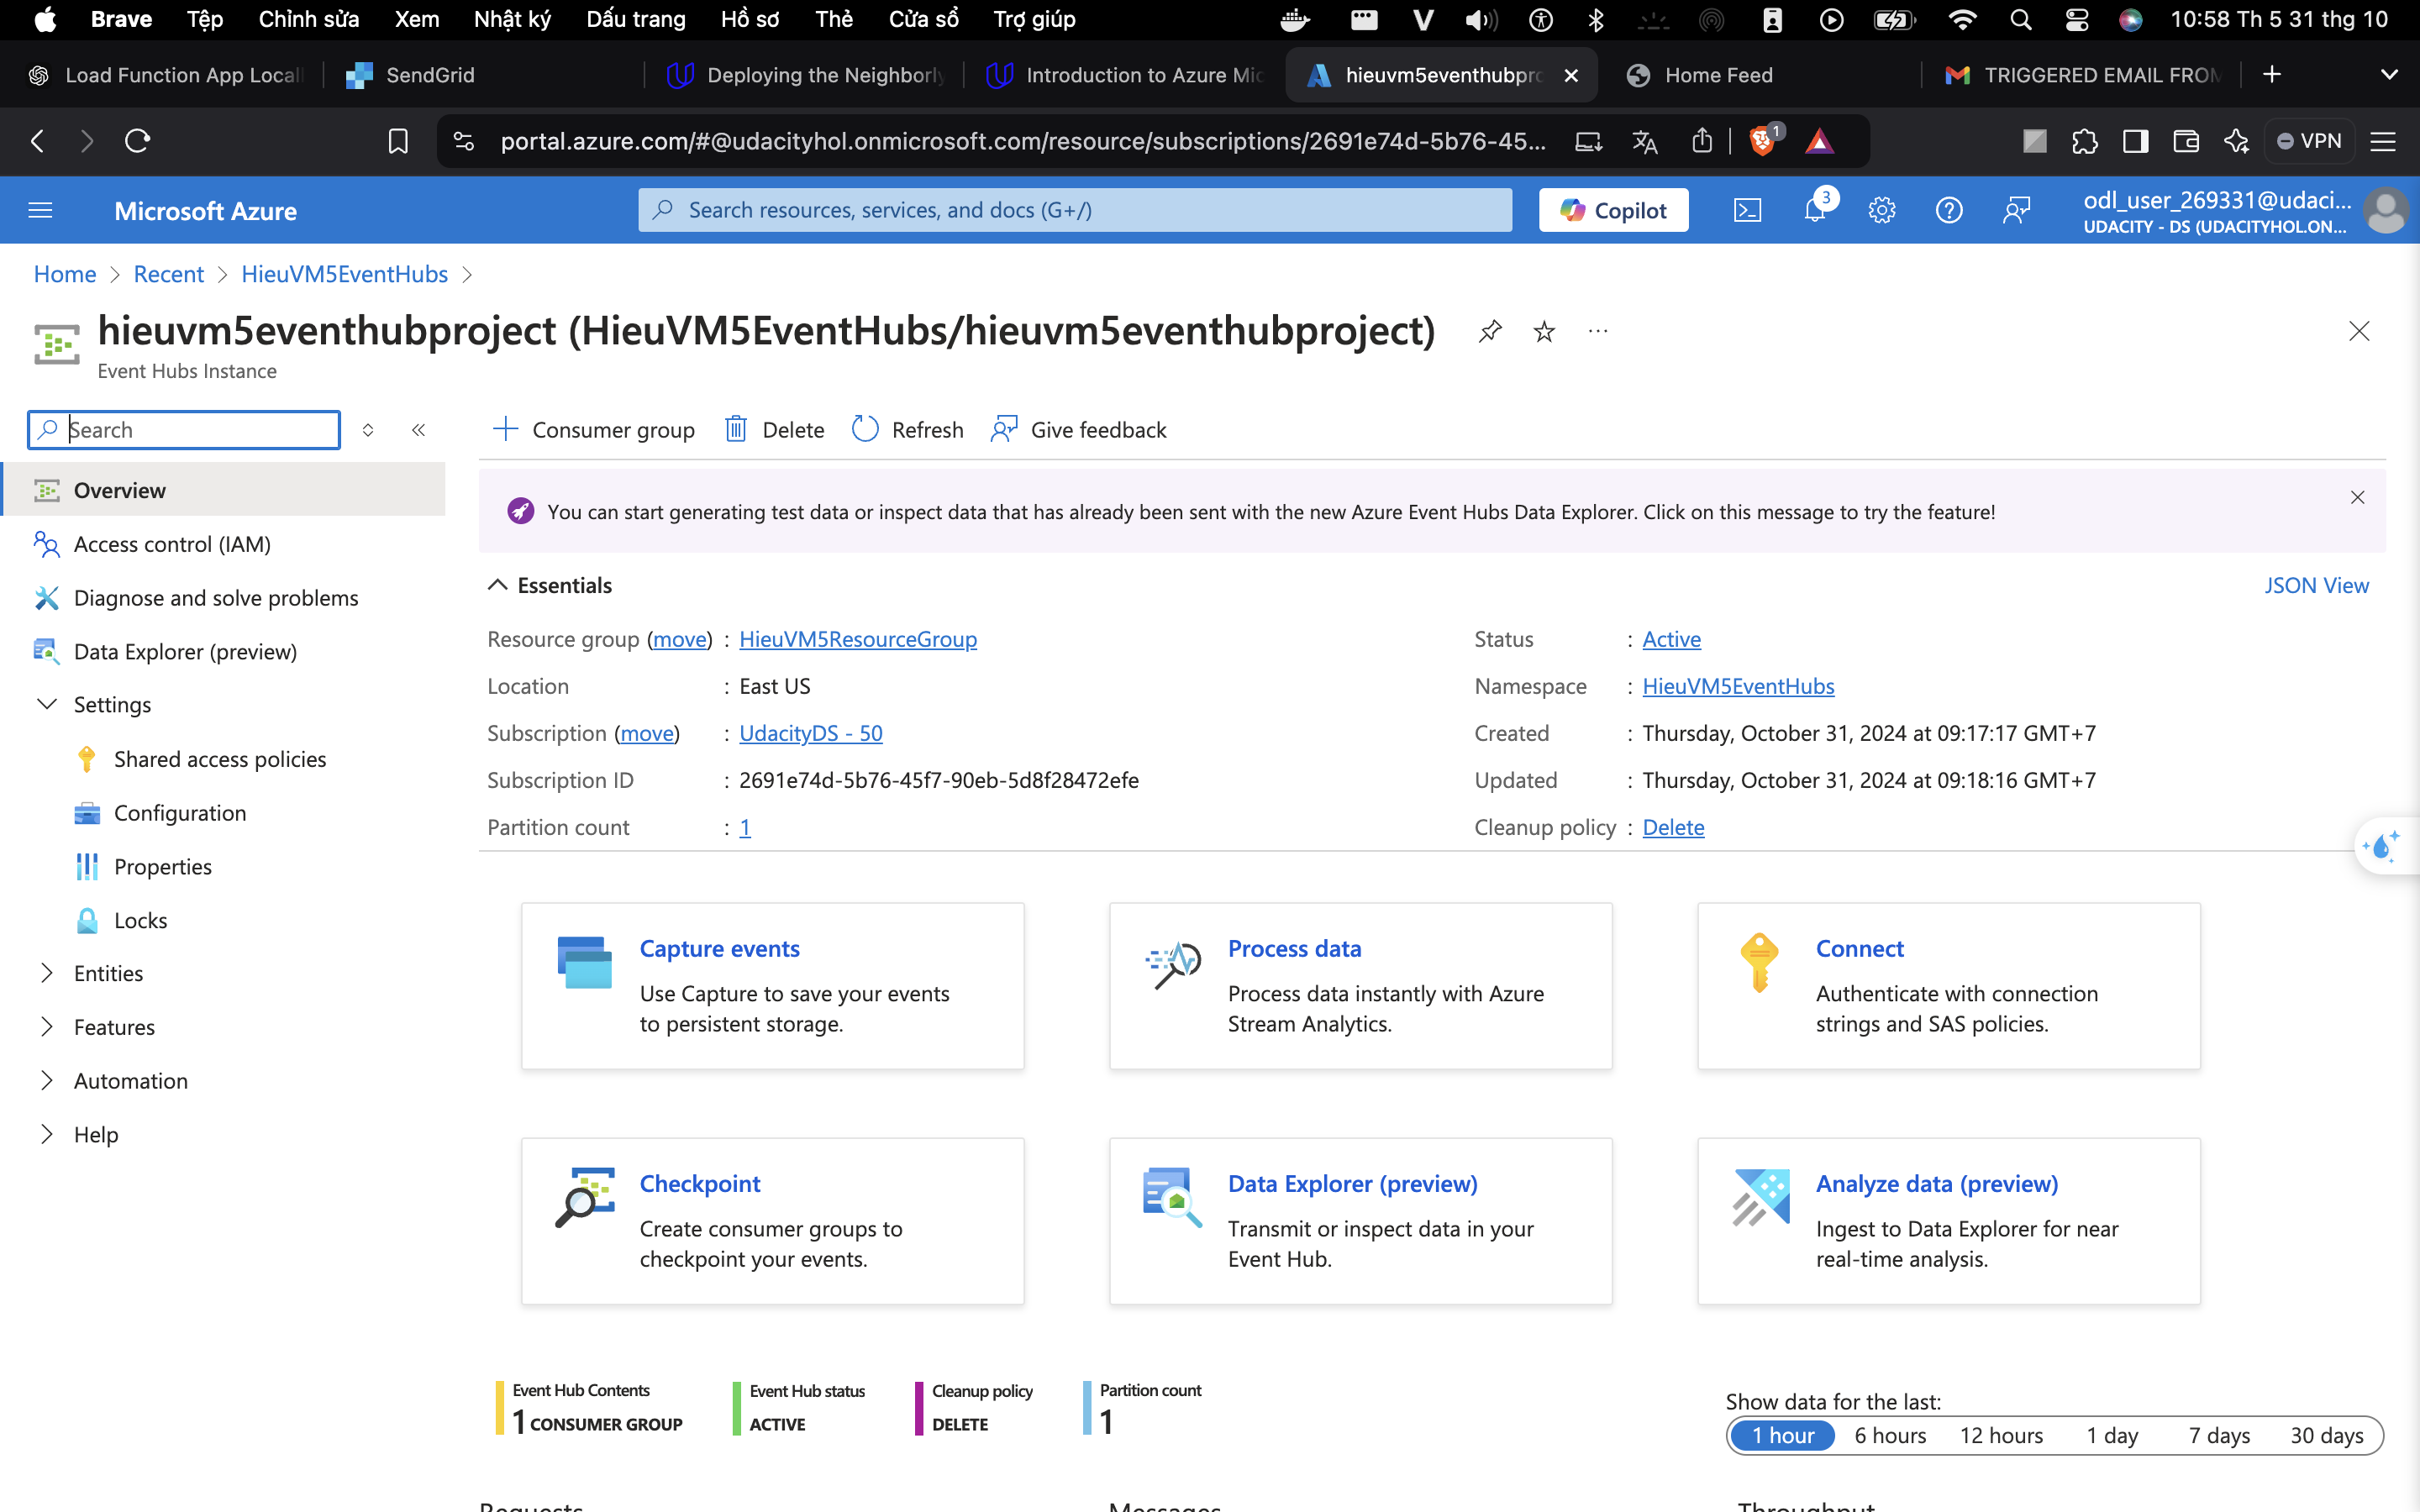 Brave Tệp Chỉnh sửa Xem Nhật ký Dấu trang Hồ sơ Thẻ Cửa sổ Trợ giúp 10:58 Th 5 31 thg 10
Load Function App Local SendGrid Deploying the Neighborly Introduction to Azure Mic hieuvm5eventhubpro Home Feed TRIGGERED EMAIL FROM
portal.azure.com/#@udacityhol.onmicrosoft.com/resource/subscriptions/2691e74d-5b76-45... 1 VPN
Microsoft Azure
Search resources, services, and docs (G+/)
Copilot
3
odl_user_269331@udaci...
UDACITY - DS (UDACITYHOL.ON...
Home > Recent > HieuVM5EventHubs >
hieuvm5eventhubproject (HieuVM5EventHubs/hieuvm5eventhubproject) ...
Event Hubs Instance
Search
Consumer group Delete Refresh Give feedback
Overview
Access control (IAM)
Diagnose and solve problems
Data Explorer (preview)
Settings
Shared access policies
Configuration
Properties
Locks
Entities
Features
Automation
Help
You can start generating test data or inspect data that has already been sent with the new Azure Event Hubs Data Explorer. Click on this message to try the feature!
Essentials
JSON View
Resource group (move) : HieuVM5ResourceGroup
Location : East US
Subscription (move) : UdacityDS - 50
Subscription ID : 2691e74d-5b76-45f7-90eb-5d8f28472efe
Partition count : 1
Status : Active
Namespace : HieuVM5EventHubs
Created : Thursday, October 31, 2024 at 09:17:17 GMT+7
Updated : Thursday, October 31, 2024 at 09:18:16 GMT+7
Cleanup policy : Delete
Capture events
Use Capture to save your events
to persistent storage.
Process data
Process data instantly with Azure
Stream Analytics.
Connect
Authenticate with connection
strings and SAS policies.
Checkpoint
Create consumer groups to
checkpoint your events.
Data Explorer (preview)
Transmit or inspect data in your
Event Hub.
Analyze data (preview)
Ingest to Data Explorer for near
real-time analysis.
Event Hub Contents
1 CONSUMER GROUP
Event Hub status
ACTIVE
Cleanup policy
DELETE
Partition count
1
Show data for the last:
1 hour 6 hours 12 hours 1 day 7 days 30 days
Requests Messages Throughput